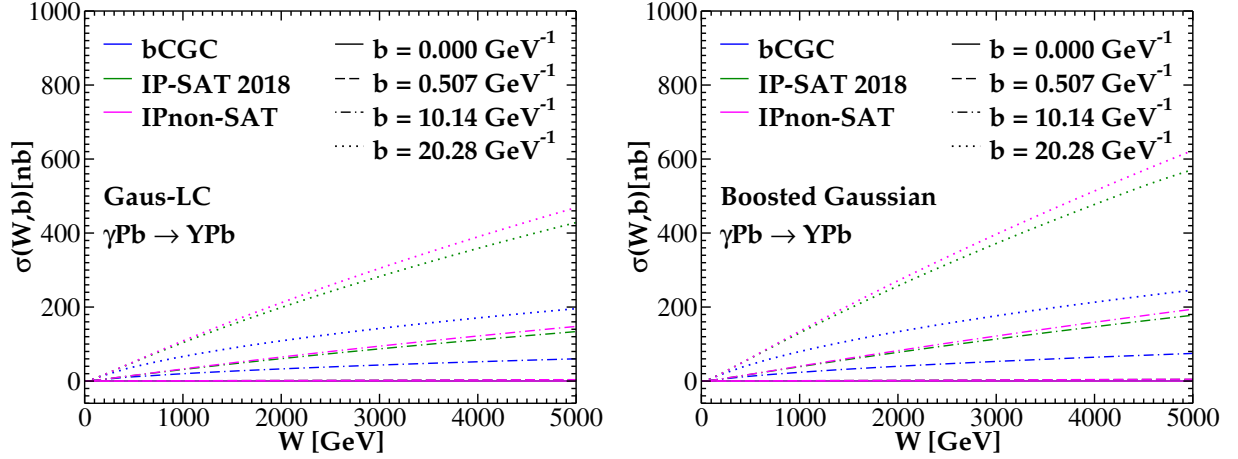 1000
800
600
400
200
0
σ(W,b)[nb]
bCGC
IP-SAT 2018
IPnon-SAT
b = 0.000 GeV⁻¹
b = 0.507 GeV⁻¹
b = 10.14 GeV⁻¹
b = 20.28 GeV⁻¹
Gaus-LC
γPb → ΥPb
0 1000 2000 3000 4000 5000
W [GeV]
1000
800
600
400
200
0
σ(W,b)[nb]
bCGC
IP-SAT 2018
IPnon-SAT
b = 0.000 GeV⁻¹
b = 0.507 GeV⁻¹
b = 10.14 GeV⁻¹
b = 20.28 GeV⁻¹
Boosted Gaussian
γPb → ΥPb
0 1000 2000 3000 4000 5000
W [GeV]